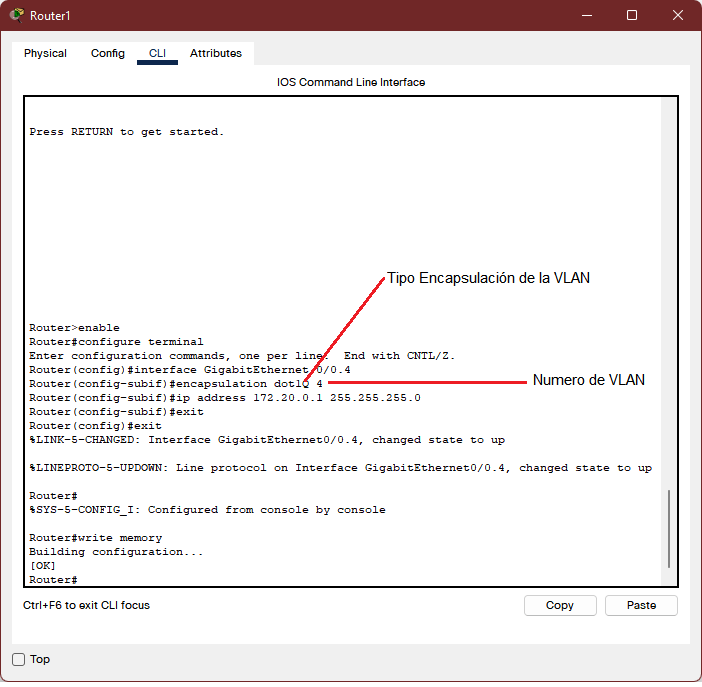 Router1
Physical Config CLI Attributes
IOS Command Line Interface
Press RETURN to get started.
Tipo Encapsulación de la VLAN
Router>enable
Router#configure terminal
Enter configuration commands, one per line. End with CNTL/Z.
Router(config)#interface GigabitEthernet 0/0.4
Router(config-subif)#encapsulation dot1Q 4
Numero de VLAN
Router(config-subif)#ip address 172.20.0.1 255.255.255.0
Router(config-subif)#exit
Router(config)#exit
%LINK-5-CHANGED: Interface GigabitEthernet0/0.4, changed state to up
%LINEPROTO-5-UPDOWN: Line protocol on Interface GigabitEthernet0/0.4, changed state to up
Router#
%SYS-5-CONFIG_I: Configured from console by console
Router#write memory
Building configuration...
[OK]
Router#
Ctrl+F6 to exit CLI focus
Copy Paste
Top